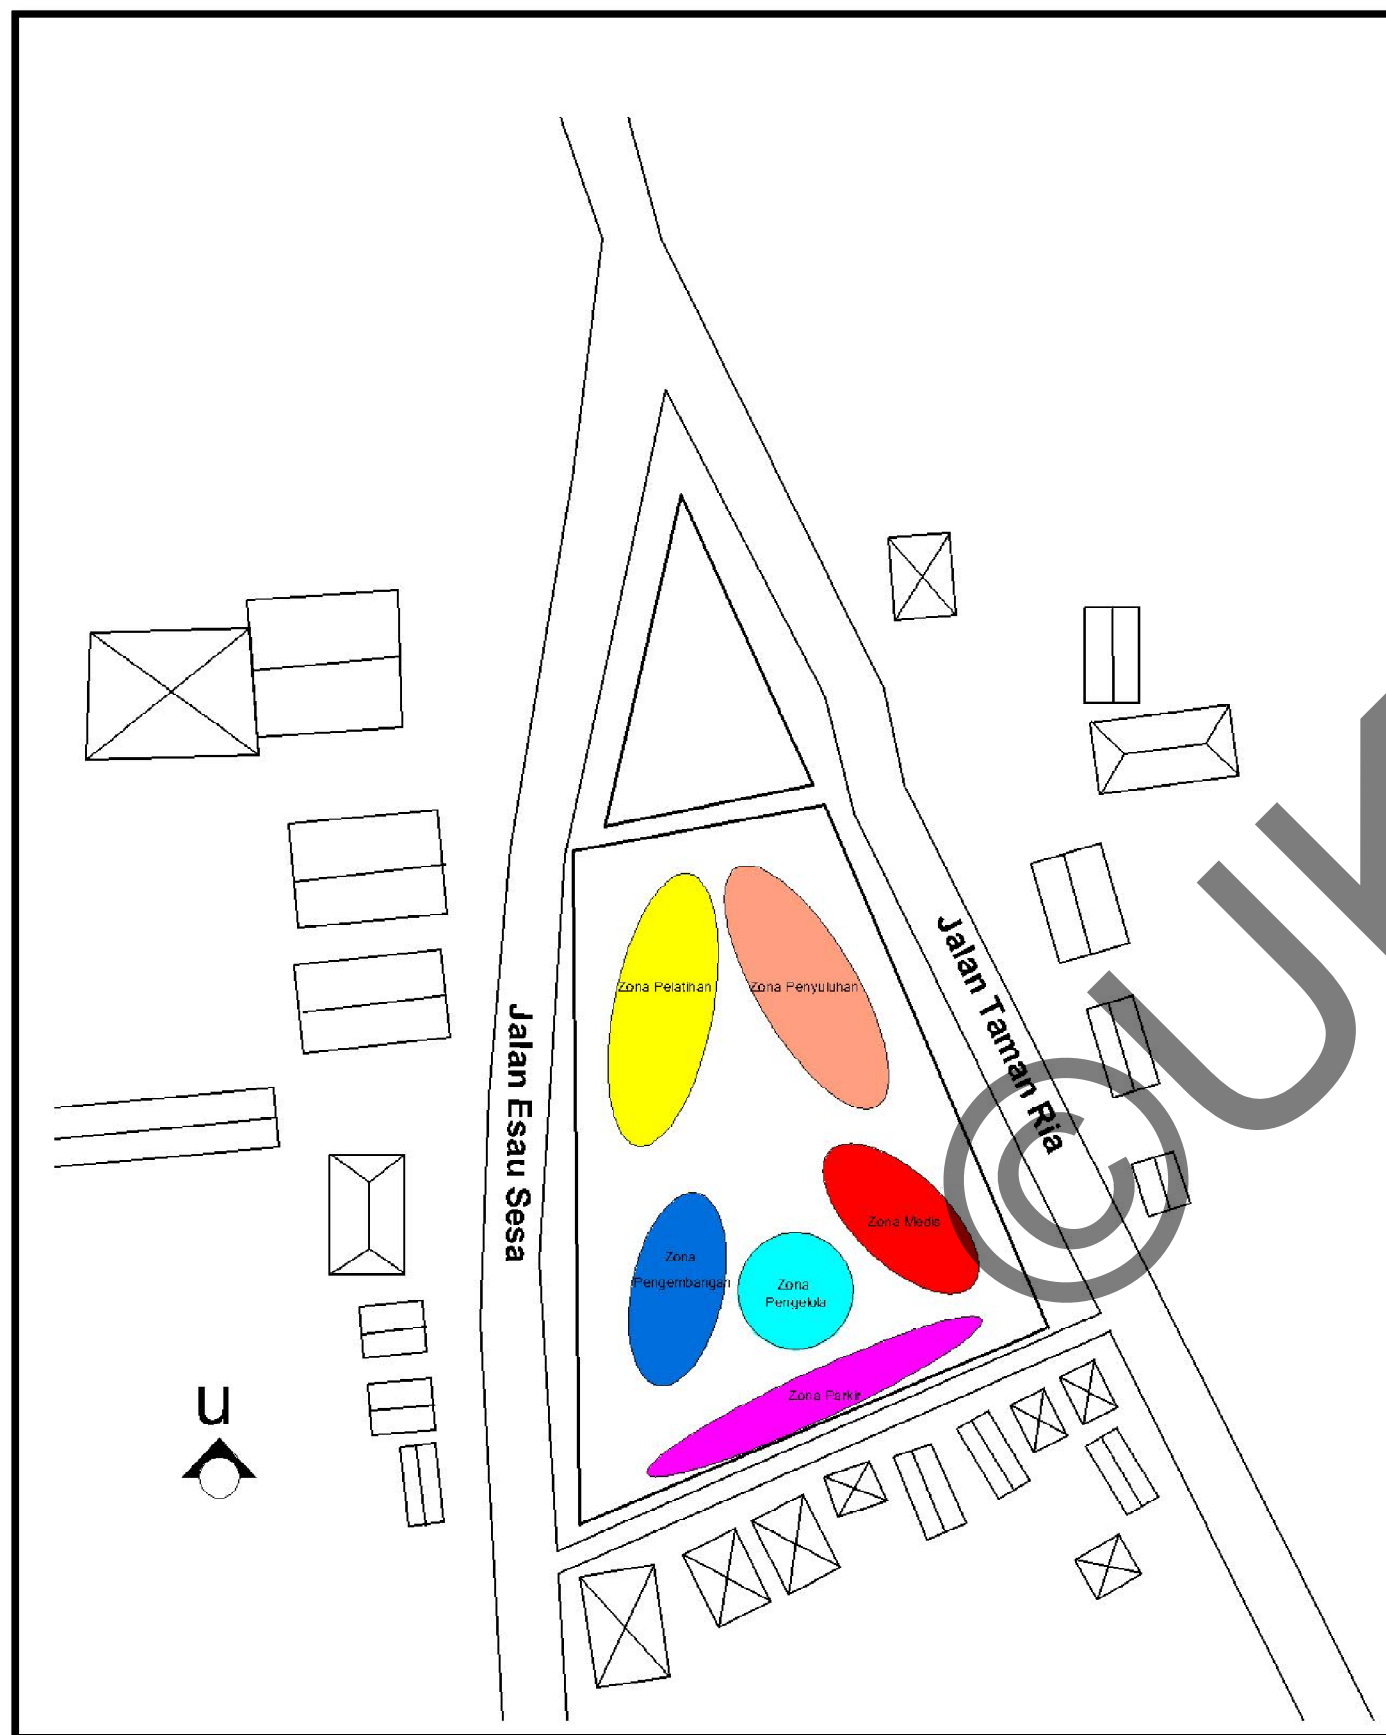 Zona Pelatihan
Zona Penyuluhan
Jalan Taman Ria
Jalan Esau Sesa
Zona Medis
Zona
Pengembangan
Zona
Pengelola
Zona Parkir
U
© UK